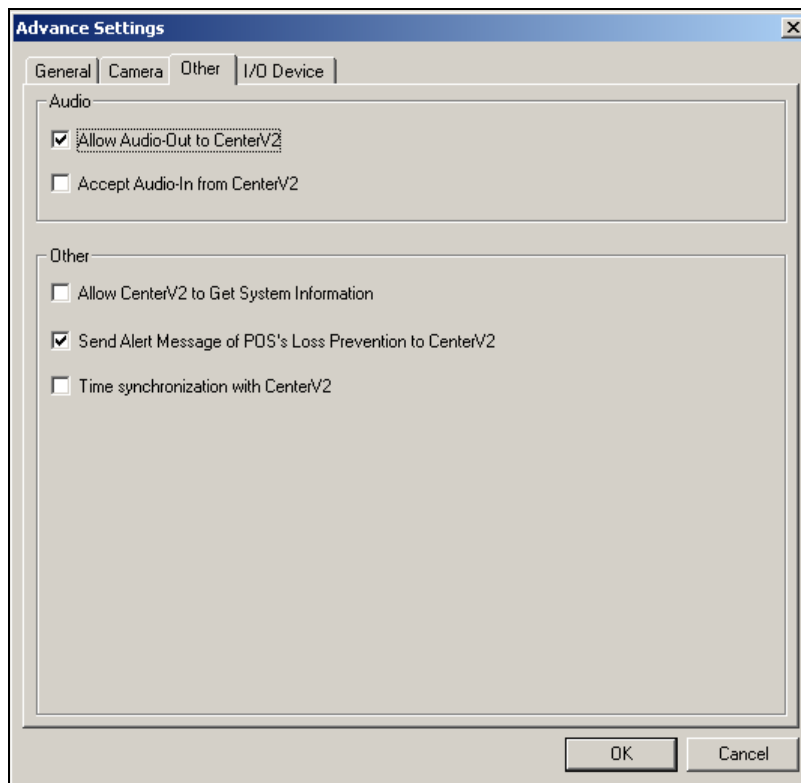 Advance Settings
General Camera Other I/O Device
Audio
Allow Audio-Out to CenterV2
Accept Audio-In from CenterV2
Other
Allow CenterV2 to Get System Information
Send Alert Message of POS's Loss Prevention to CenterV2
Time synchronization with CenterV2
OK Cancel